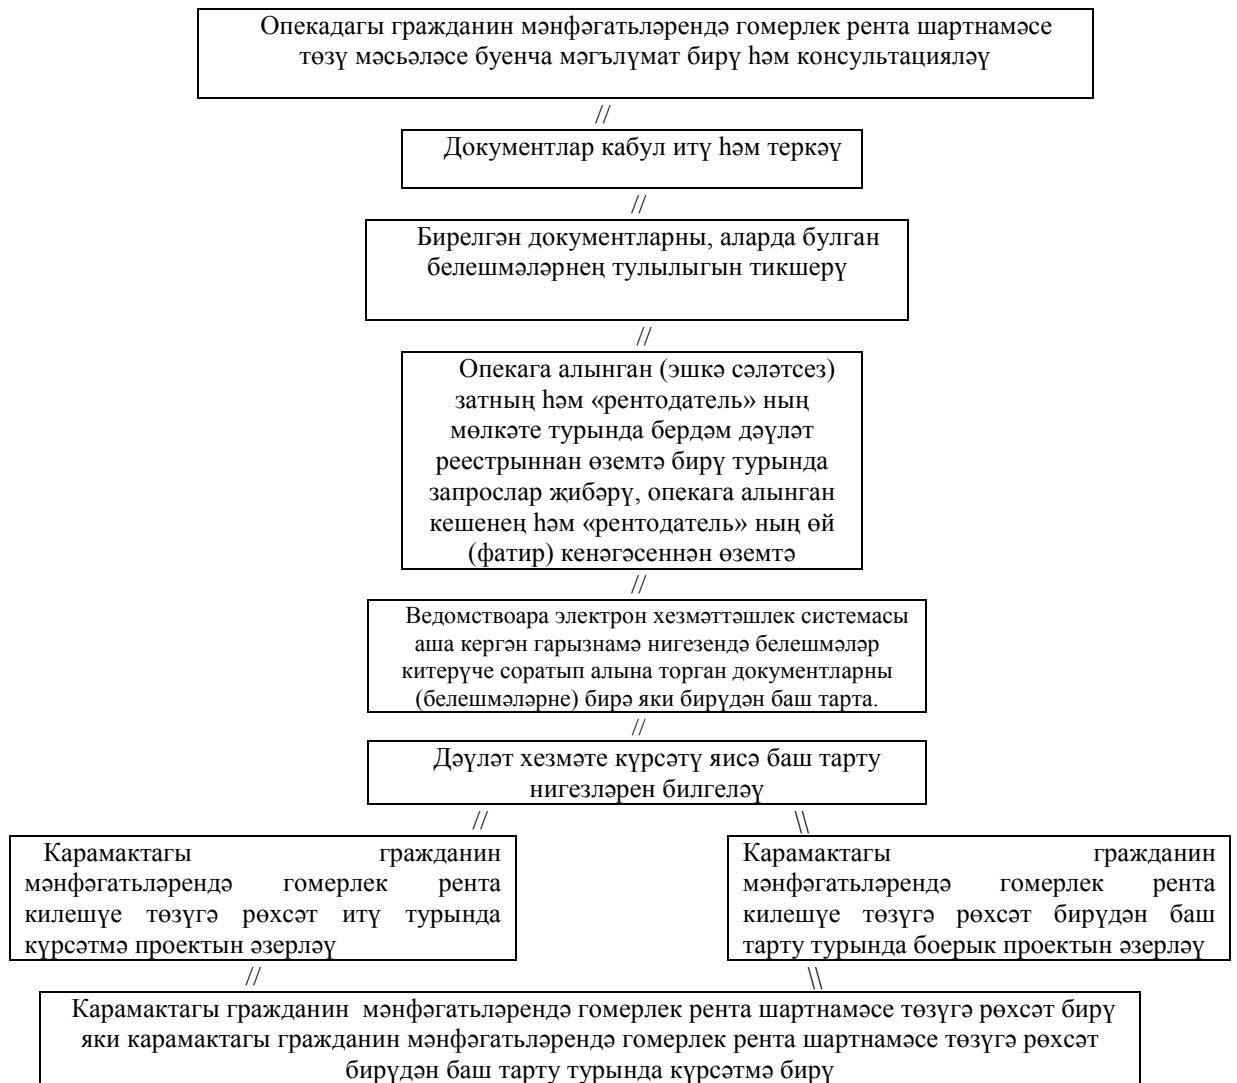 Опекадагы гражданин мәнфәгатьләрендә гомерлек рента шартнамәсе
төзү мәсьәләсе буенча мәгълүмат бирү һәм консультацияләү
//
Документлар кабул итү һәм теркәү
//
Бирелгән документларны, аларда булган
белешмәләрнең тулылыгын тикшерү
//
Опекага алынган (эшкә сәләтсез)
затның һәм «рентодатель» ның
мөлкәте турында бердәм дәүләт
реестрыннан өземтә бирү турында
запрослар җибәрү, опекага алынган
кешенең һәм «рентодатель» ның өй
(фатир) кенәгәсеннән өземтә
//
Ведомствоара электрон хезмәттәшлек системасы
аша кергән гарызнамә нигезендә белешмәләр
китерүче соратып алына торган документларны
(белешмәләрне) бирә яки бирүдән баш тарта.
//
Дәүләт хезмәте күрсәтү яисә баш тарту
нигезләрен билгеләү
// \\
Карамактагы гражданин
мәнфәгатьләрендә гомерлек рента
килешүе төзүгә рөхсәт итү турында
күрсәтмә проектын әзерләү
Карамактагы гражданин
мәнфәгатьләрендә гомерлек рента
килешүе төзүгә рөхсәт бирүдән баш
тарту турында боерык проектын әзерләү
// \\
Карамактагы гражданин мәнфәгатьләрендә гомерлек рента шартнамәсе төзүгә рөхсәт бирү
яки карамактагы гражданин мәнфәгатьләрендә гомерлек рента шартнамәсе төзүгә рөхсәт
бирүдән баш тарту турында күрсәтмә бирү